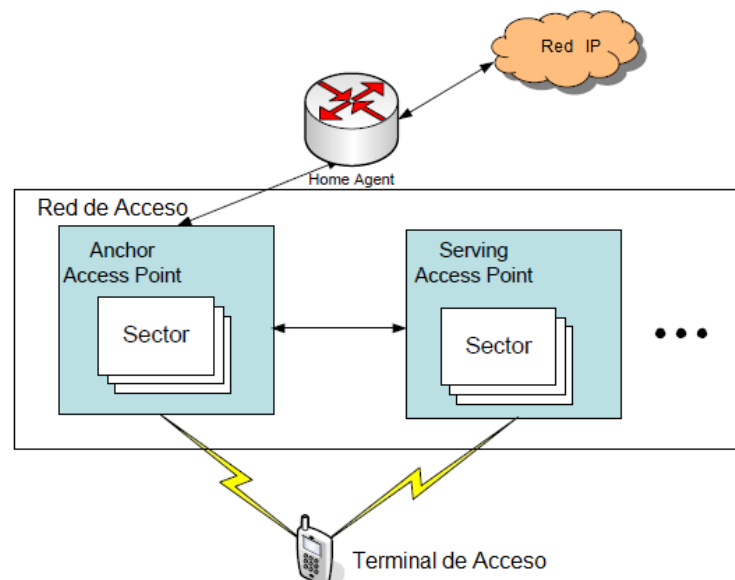 Red IP
Home Agent
Red de Acceso
Anchor
Access Point
Sector
Serving
Access Point
Sector
Terminal de Acceso